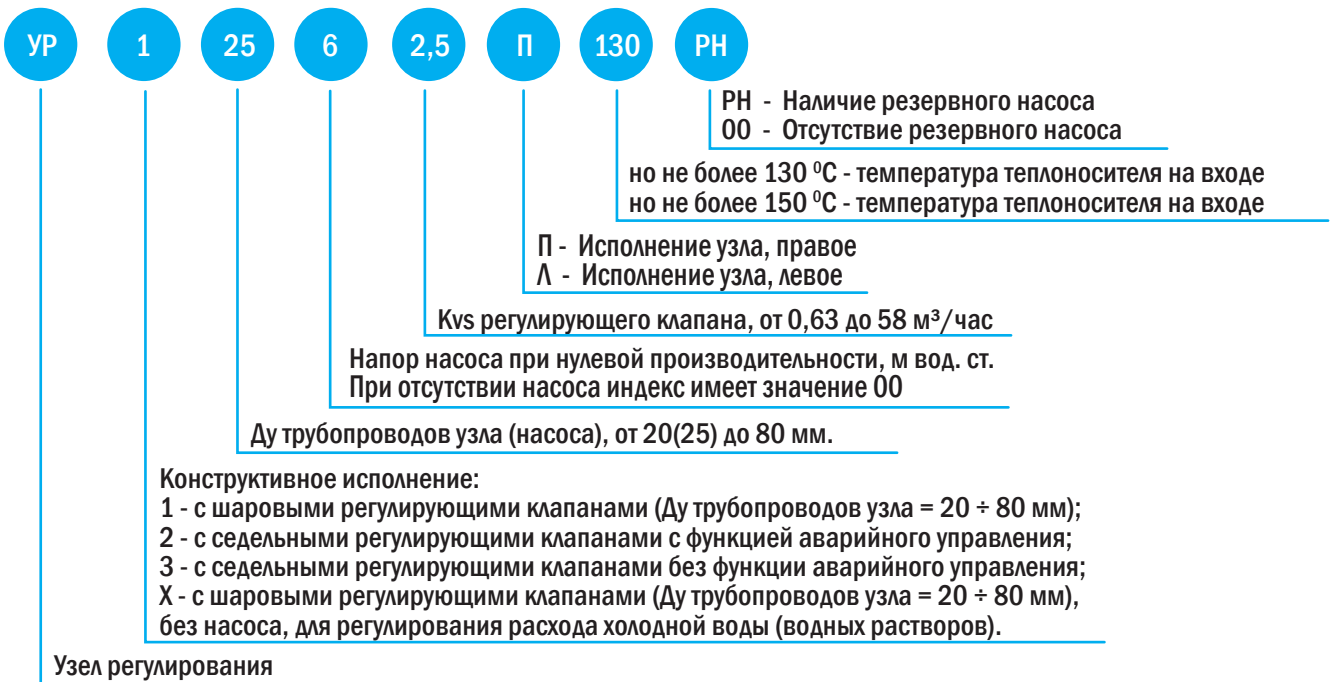 УР 1 25 6 2,5 П 130 РН
РН - Наличие резервного насоса
00 - Отсутствие резервного насоса
но не более 130 ⁰С - температура теплоносителя на входе
но не более 150 ⁰С - температура теплоносителя на входе
П - Исполнение узла, правое
Л - Исполнение узла, левое
Kvs регулирующего клапана, от 0,63 до 58 м³/час
Напор насоса при нулевой производительности, м вод. ст.
При отсутствии насоса индекс имеет значение 00
Ду трубопроводов узла (насоса), от 20(25) до 80 мм.
Конструктивное исполнение:
1 - с шаровыми регулирующими клапанами (Ду трубопроводов узла = 20 ÷ 80 мм);
2 - с седельными регулирующими клапанами с функцией аварийного управления;
3 - с седельными регулирующими клапанами без функции аварийного управления;
Х - с шаровыми регулирующими клапанами (Ду трубопроводов узла = 20 ÷ 80 мм),
без насоса, для регулирования расхода холодной воды (водных растворов).
Узел регулирования